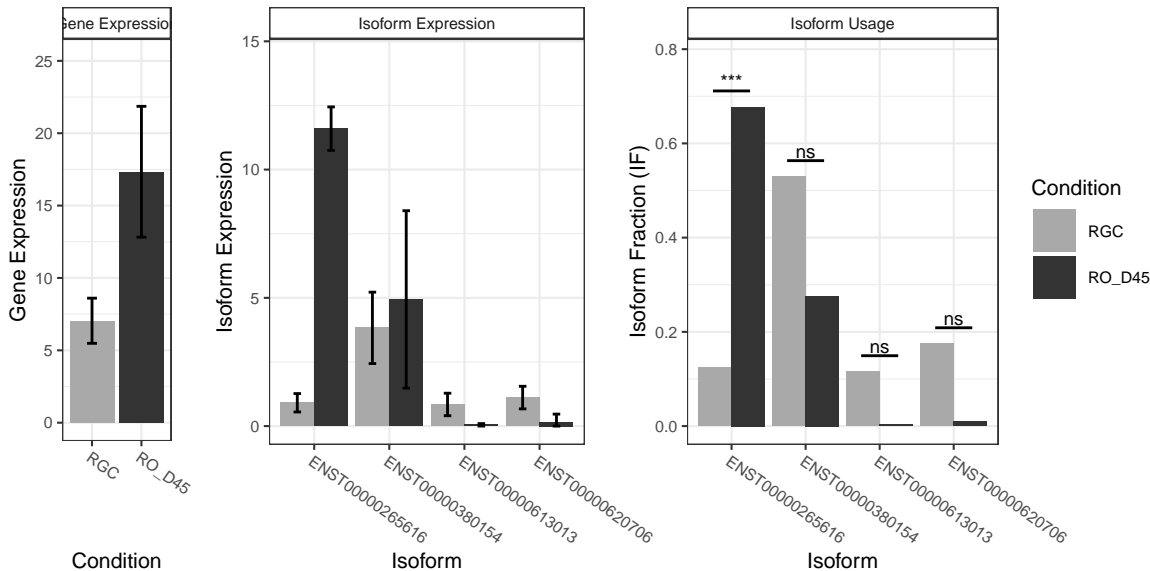 Gene Expression
Isoform Expression
Isoform Usage
Gene Expression
25
20
15
10
5
0
RGC
RO_D45
Condition
Isoform Expression
15
10
5
0
ENST00000265616
ENST00000380154
ENST00000613013
ENST00000620706
Isoform
Isoform Fraction (IF)
0.8
0.6
0.4
0.2
0.0
***
ns
ns
ns
ENST00000265616
ENST00000380154
ENST00000613013
ENST00000620706
Isoform
Condition
RGC
RO_D45